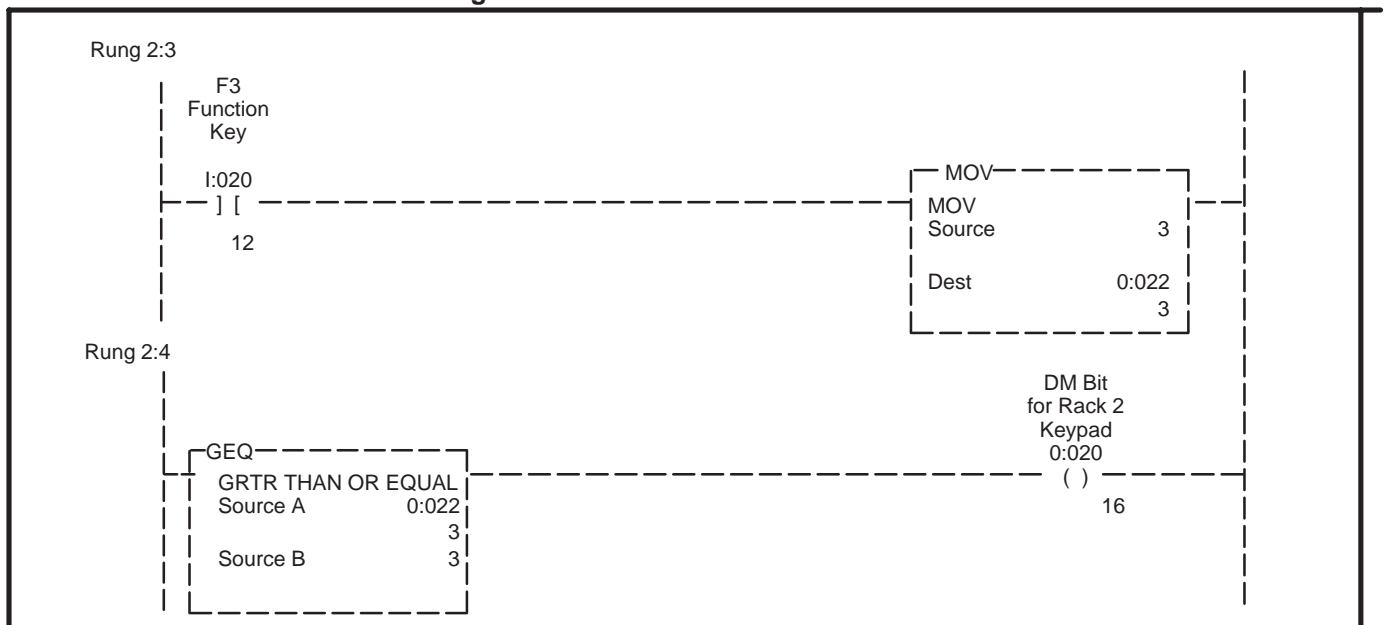 Rung 2:3
F3
Function
Key
I:020
] [
12
MOV
MOV
Source 3
Dest 0:022
3
Rung 2:4
DM Bit
for Rack 2
Keypad
0:020
( )
16
GEQ
GRTR THAN OR EQUAL
Source A 0:022
3
Source B 3